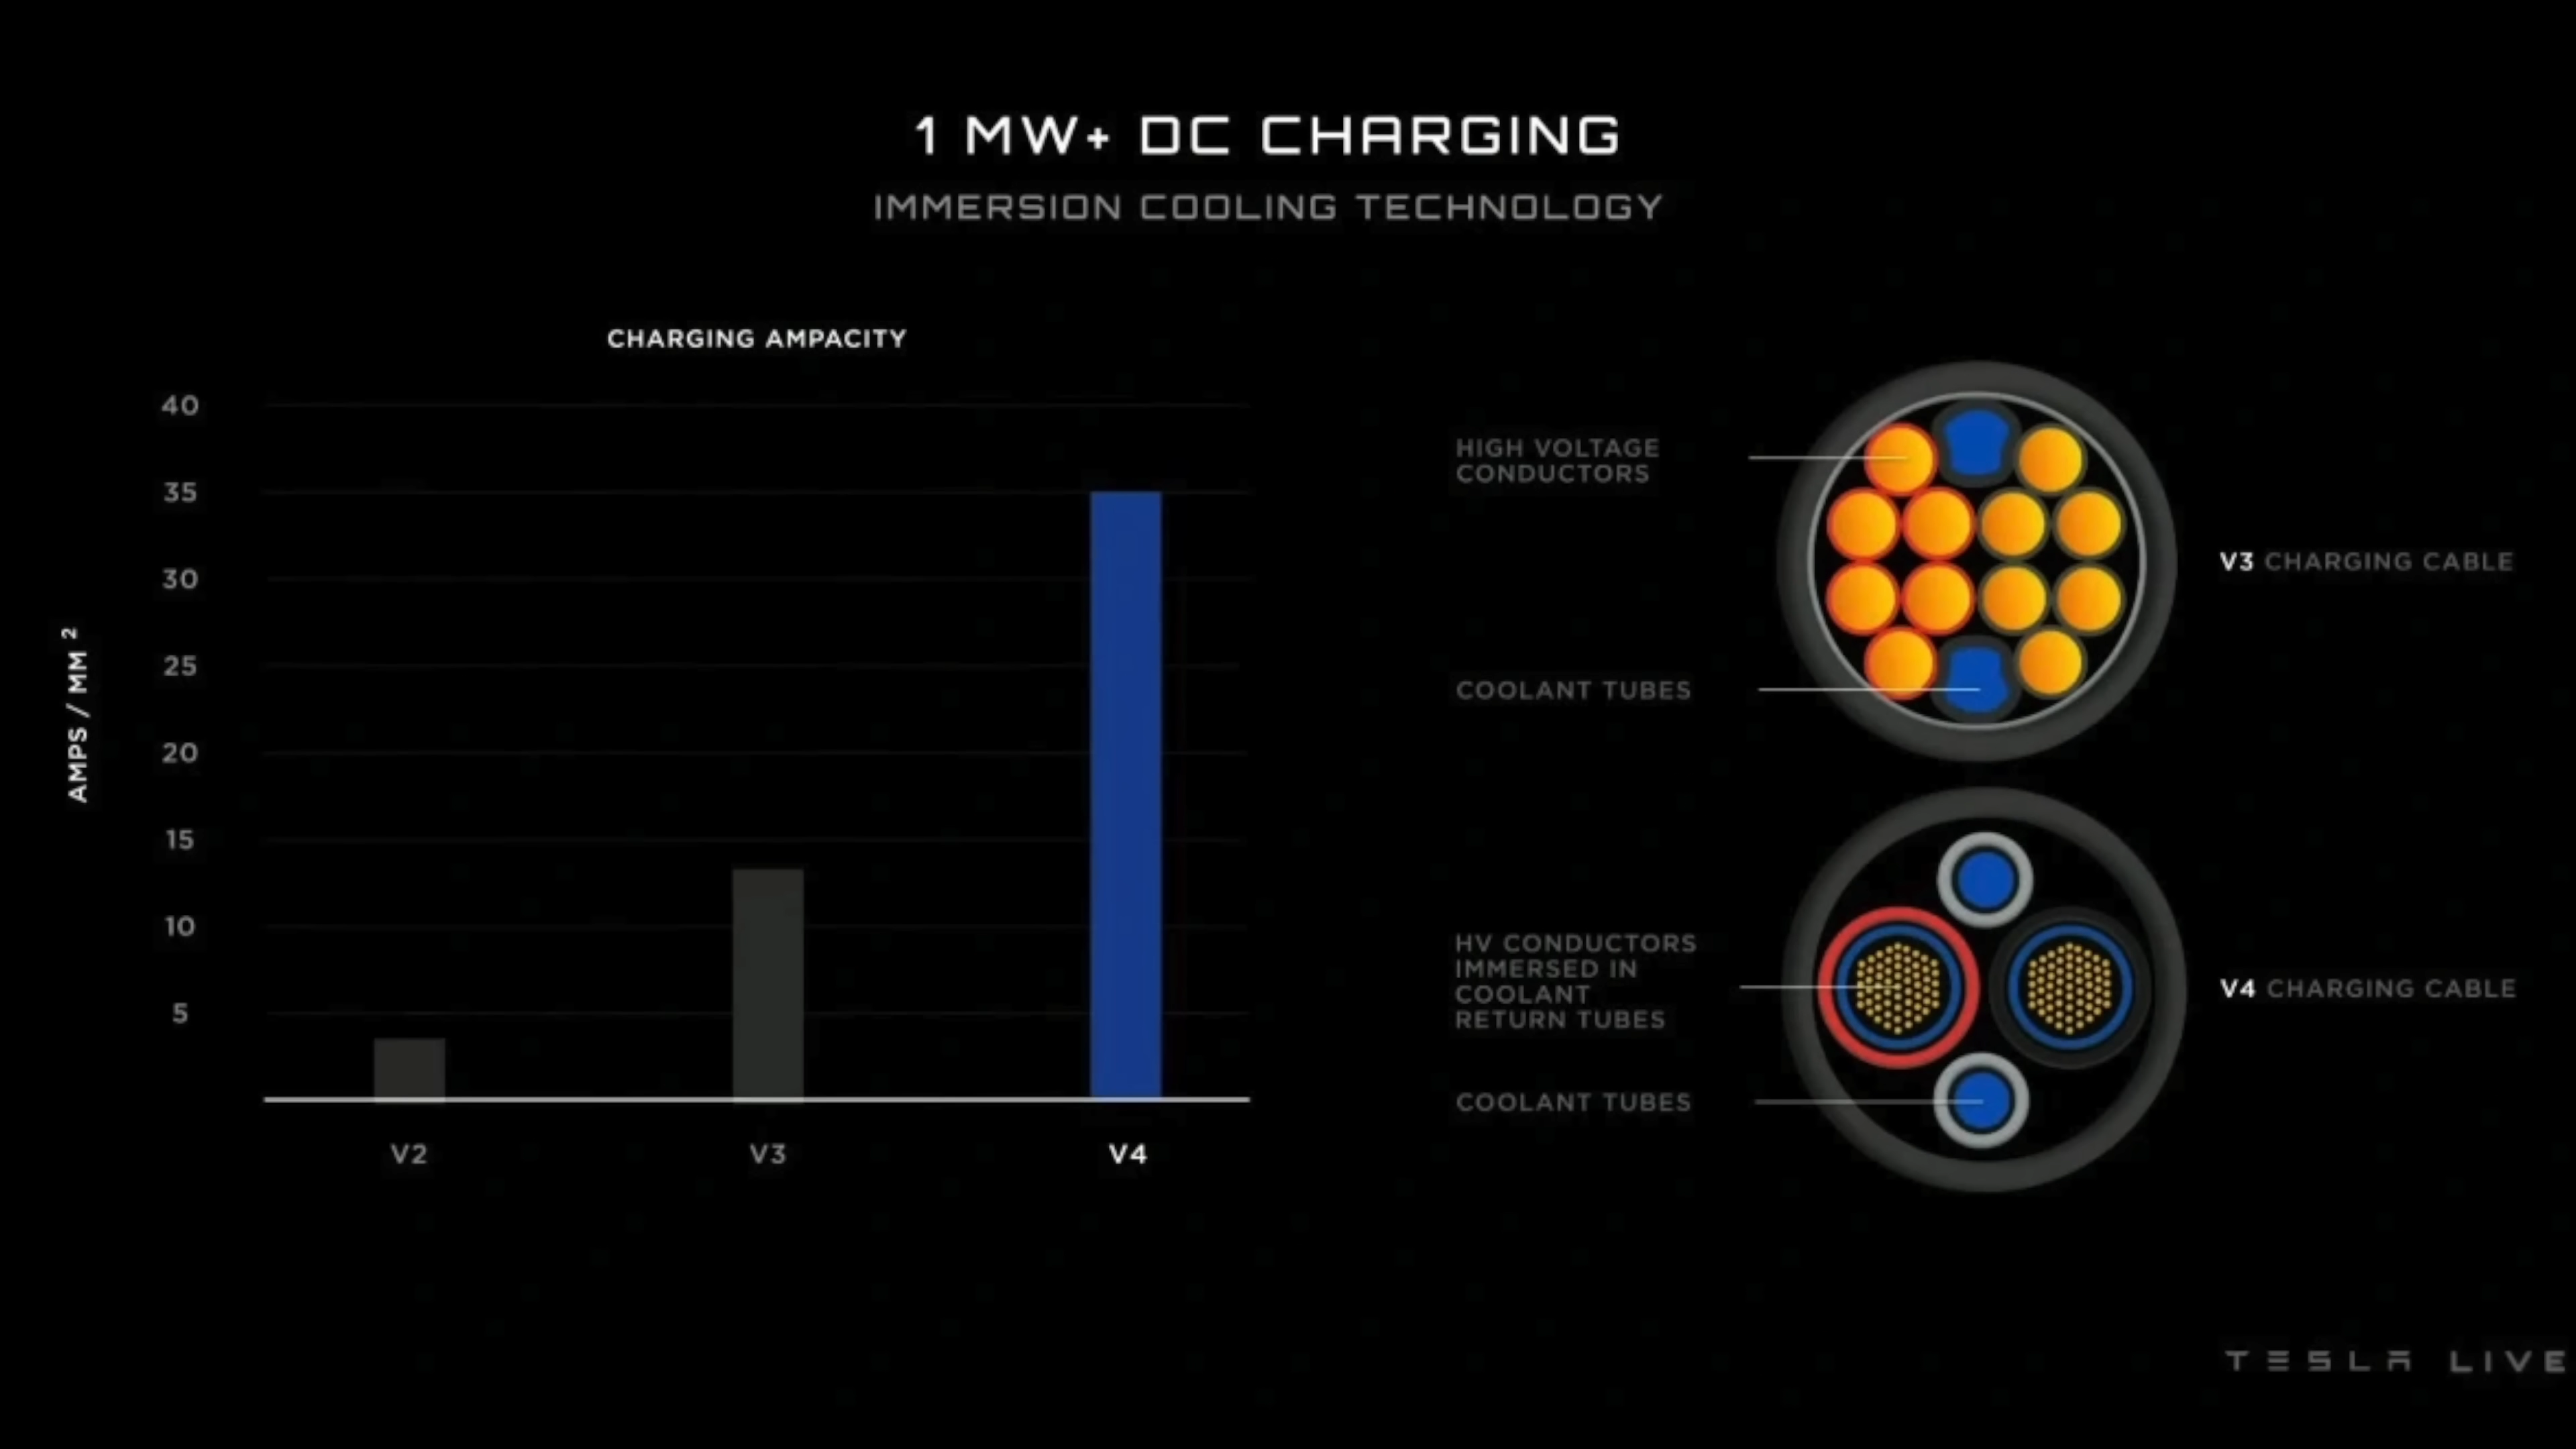 1 MW+ DC CHARGING
IMMERSION COOLING TECHNOLOGY
CHARGING AMPACITY
40
35
30
25
20
15
10
5
AMPS / MM ²
V2
V3
V4
HIGH VOLTAGE
CONDUCTORS
COOLANT TUBES
V3 CHARGING CABLE
HV CONDUCTORS
IMMERSED IN
COOLANT
RETURN TUBES
COOLANT TUBES
V4 CHARGING CABLE
TESLA LIVE